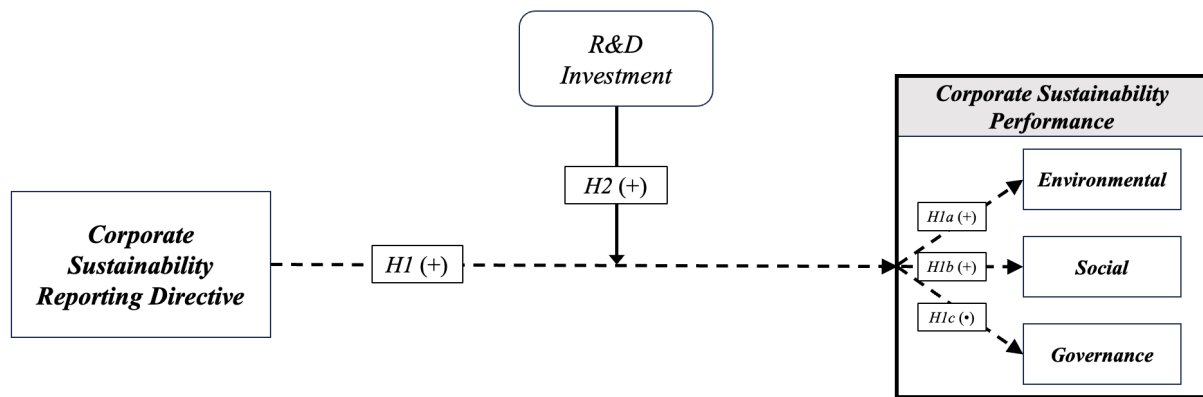 R&D
Investment
Corporate Sustainability
Performance
H2 (+)
Environmental
H1a (+)
Corporate
Sustainability
Reporting Directive
H1 (+)
H1b (+)
Social
H1c (•)
Governance